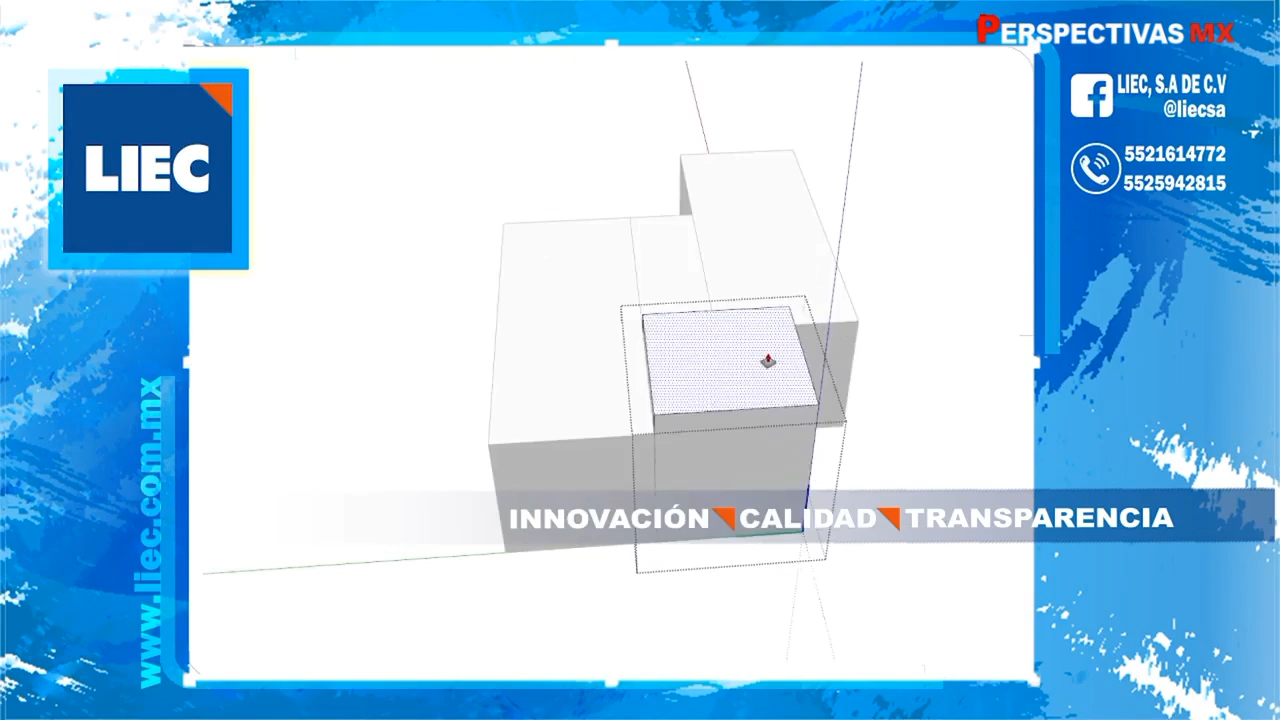 PERSPECTIVAS MX
LIEC
LIEC, S.A DE C.V
@liecsa
5521614772
5525942815
www.liec.com.mx
INNOVACIÓN CALIDAD TRANSPARENCIA